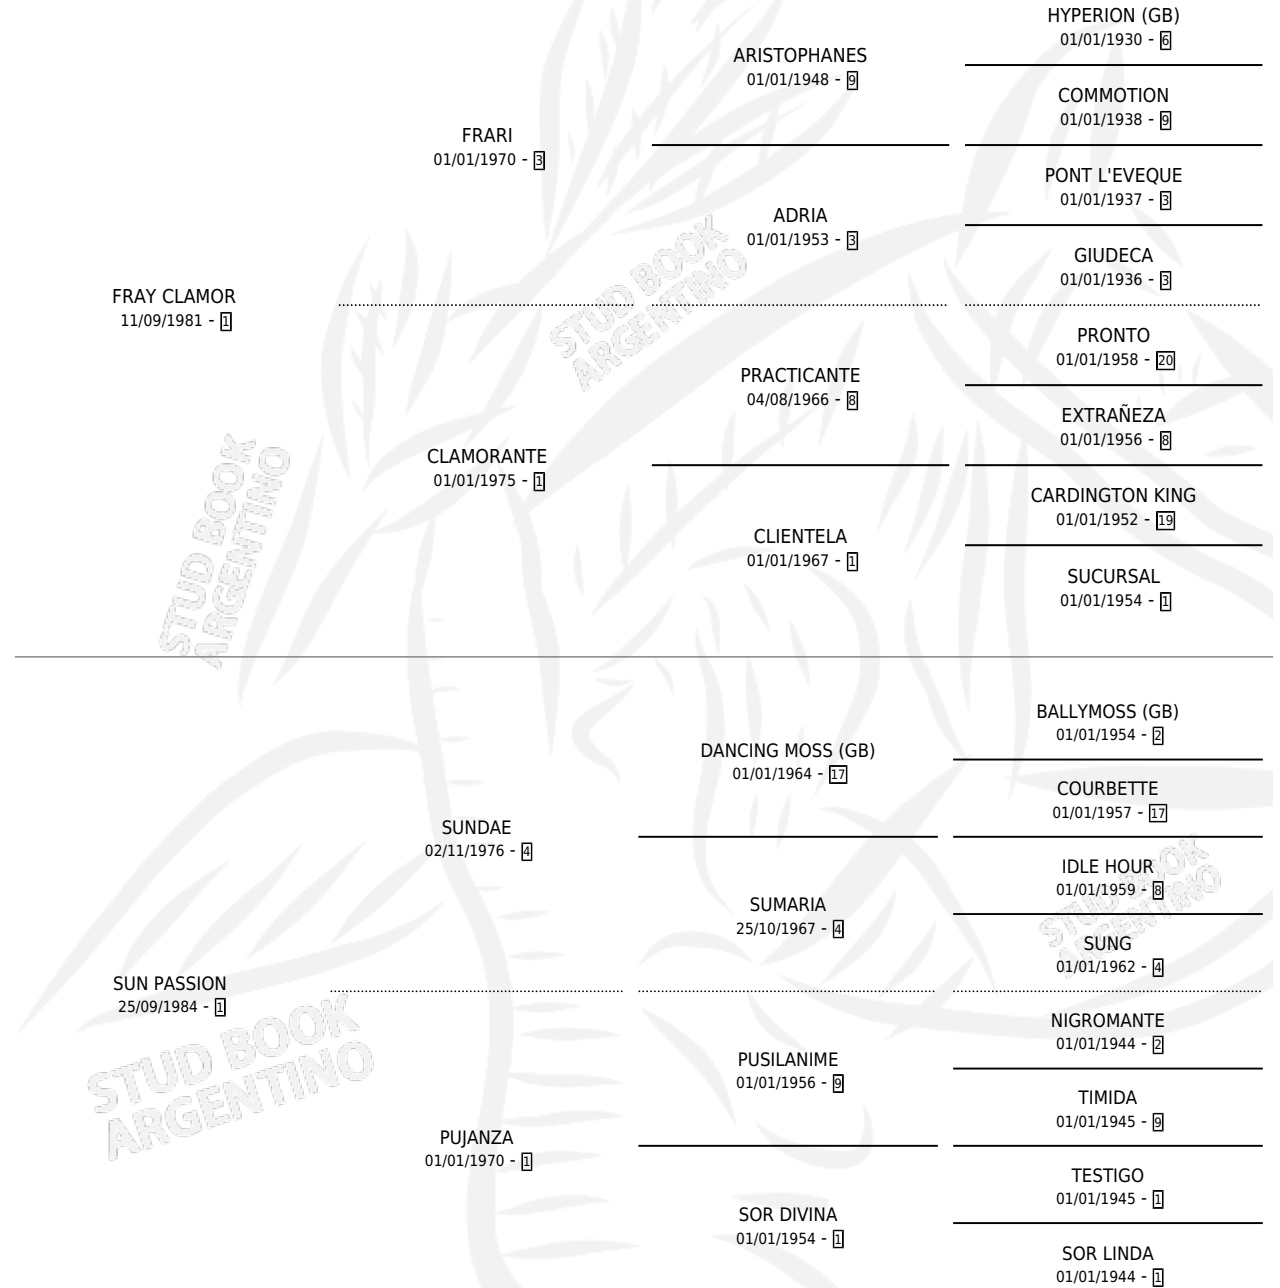 HYPERION (GB)
01/01/1930 - 6
ARISTOPHANES
01/01/1948 - 9
COMMOTION
01/01/1938 - 9
FRARI
01/01/1970 - 3
PONT L'EVEQUE
01/01/1937 - 3
ADRIA
01/01/1953 - 3
GIUDECA
01/01/1936 - 3
FRAY CLAMOR
11/09/1981 - 1
PRONTO
01/01/1958 - 20
PRACTICANTE
04/08/1966 - 8
EXTRAÑEZA
01/01/1956 - 8
CLAMORANTE
01/01/1975 - 1
CARDINGTON KING
01/01/1952 - 19
CLIENTELA
01/01/1967 - 1
SUCURSAL
01/01/1954 - 1
BALLYMOSS (GB)
01/01/1954 - 2
DANCING MOSS (GB)
01/01/1964 - 17
COURBETTE
01/01/1957 - 17
SUNDAE
02/11/1976 - 4
IDLE HOUR
01/01/1959 - 8
SUMARIA
25/10/1967 - 4
SUNG
01/01/1962 - 4
SUN PASSION
25/09/1984 - 1
NIGROMANTE
01/01/1944 - 2
PUSILANIME
01/01/1956 - 9
TIMIDA
01/01/1945 - 9
PUJANZA
01/01/1970 - 1
TESTIGO
01/01/1945 - 1
SOR DIVINA
01/01/1954 - 1
SOR LINDA
01/01/1944 - 1
STUD BOOK
ARGENTINO
STUD BOOK
ARGENTINO
STUD BOOK
ARGENTINO
STUD BOOK
ARGENTINO